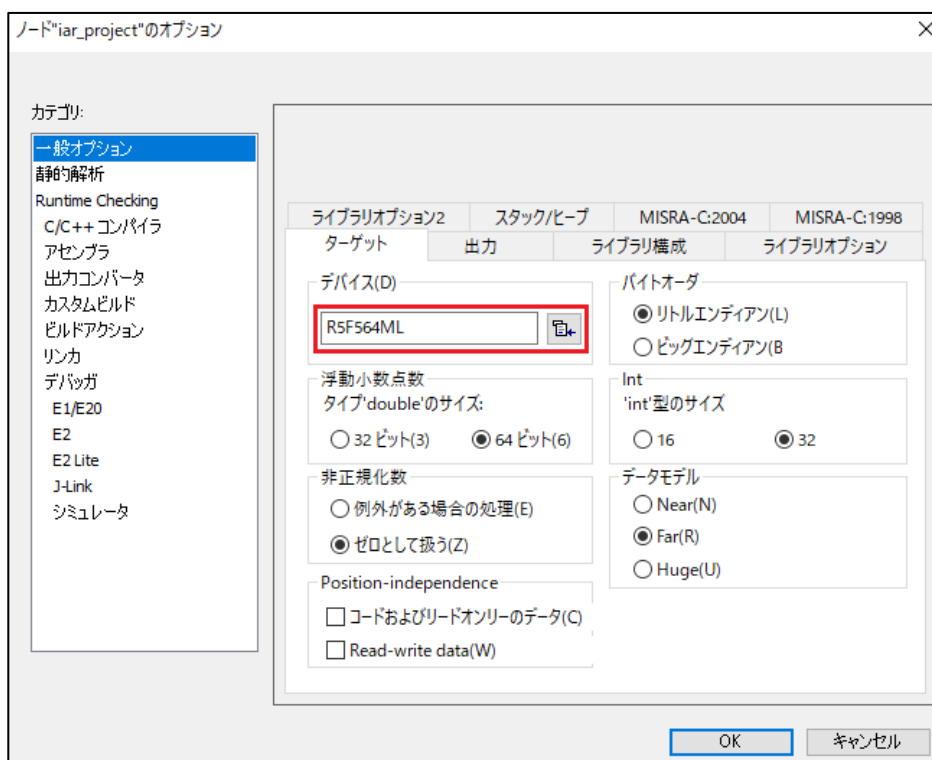 ノード"iar_project"のオプション
カテゴリ:
一般オプション
静的解析
Runtime Checking
C/C++ コンパイラ
アセンブラ
出力コンバータ
カスタムビルド
ビルドアクション
リンカ
デバッガ
E1/E20
E2
E2 Lite
J-Link
シミュレータ
ライブラリオプション2 スタック/ヒープ MISRA-C:2004 MISRA-C:1998
ターゲット 出力 ライブラリ構成 ライブラリオプション
デバイス(D)
R5F564ML
バイトオーダ
リトルエンディアン(L)
ビッグエンディアン(B
浮動小数点数
タイプ'double'のサイズ:
32 ビット(3) 64 ビット(6)
Int
'int'型のサイズ
16 32
非正規化数
例外がある場合の処理(E)
ゼロとして扱う(Z)
データモデル
Near(N)
Far(R)
Huge(U)
Position-independence
コードおよびリードオンリーのデータ(C)
Read-write data(W)
OK キャンセル